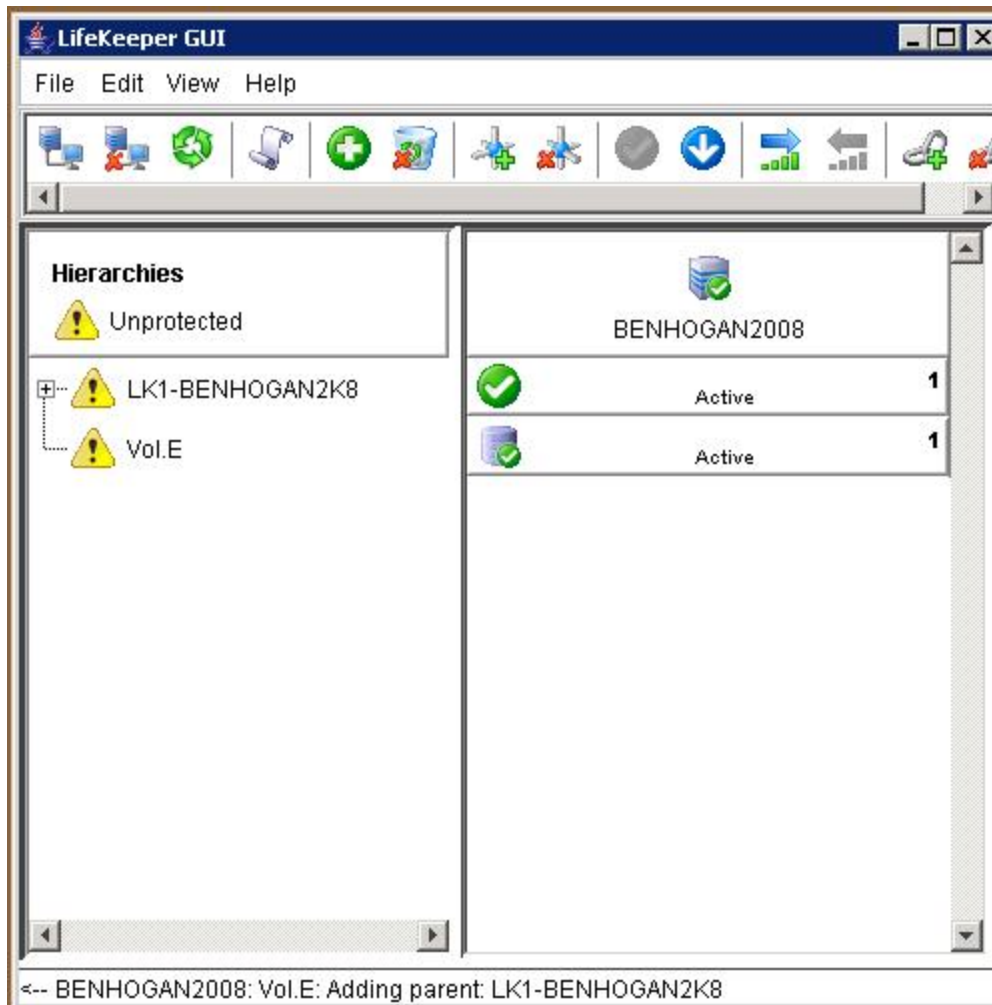 LifeKeeper GUI
File Edit View Help
Hierarchies
Unprotected
BENHOGAN2008
LK1-BENHOGAN2K8
Active 1
Vol.E
Active 1
<-- BENHOGAN2008: Vol.E: Adding parent: LK1-BENHOGAN2K8